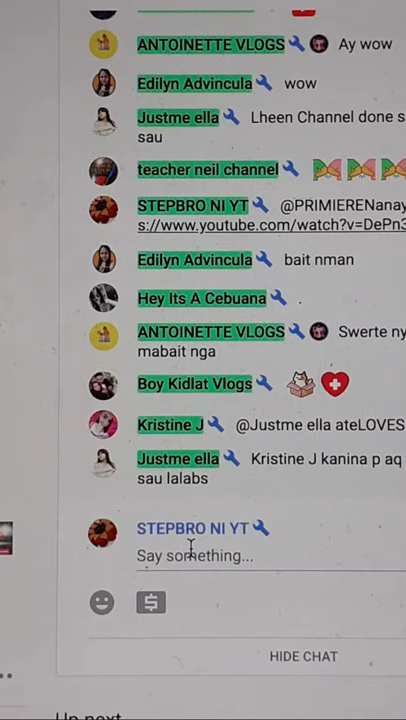 ANTOINETTE VLOGS Ay wow
Edilyn Advincula wow
Justme ella Lheen Channel done s
sau
teacher neil channel
STEPBRO NI YT @PRIMIERENanay
s://www.youtube.com/watch?v=DePn3
Edilyn Advincula bait nman
Hey Its A Cebuana .
ANTOINETTE VLOGS Swerte ny
mabait nga
Boy Kidlat Vlogs
Kristine J @Justme ella ateLOVES
Justme ella Kristine J kanina p aq
sau lalabs
STEPBRO NI YT
Say something...
HIDE CHAT
Up next